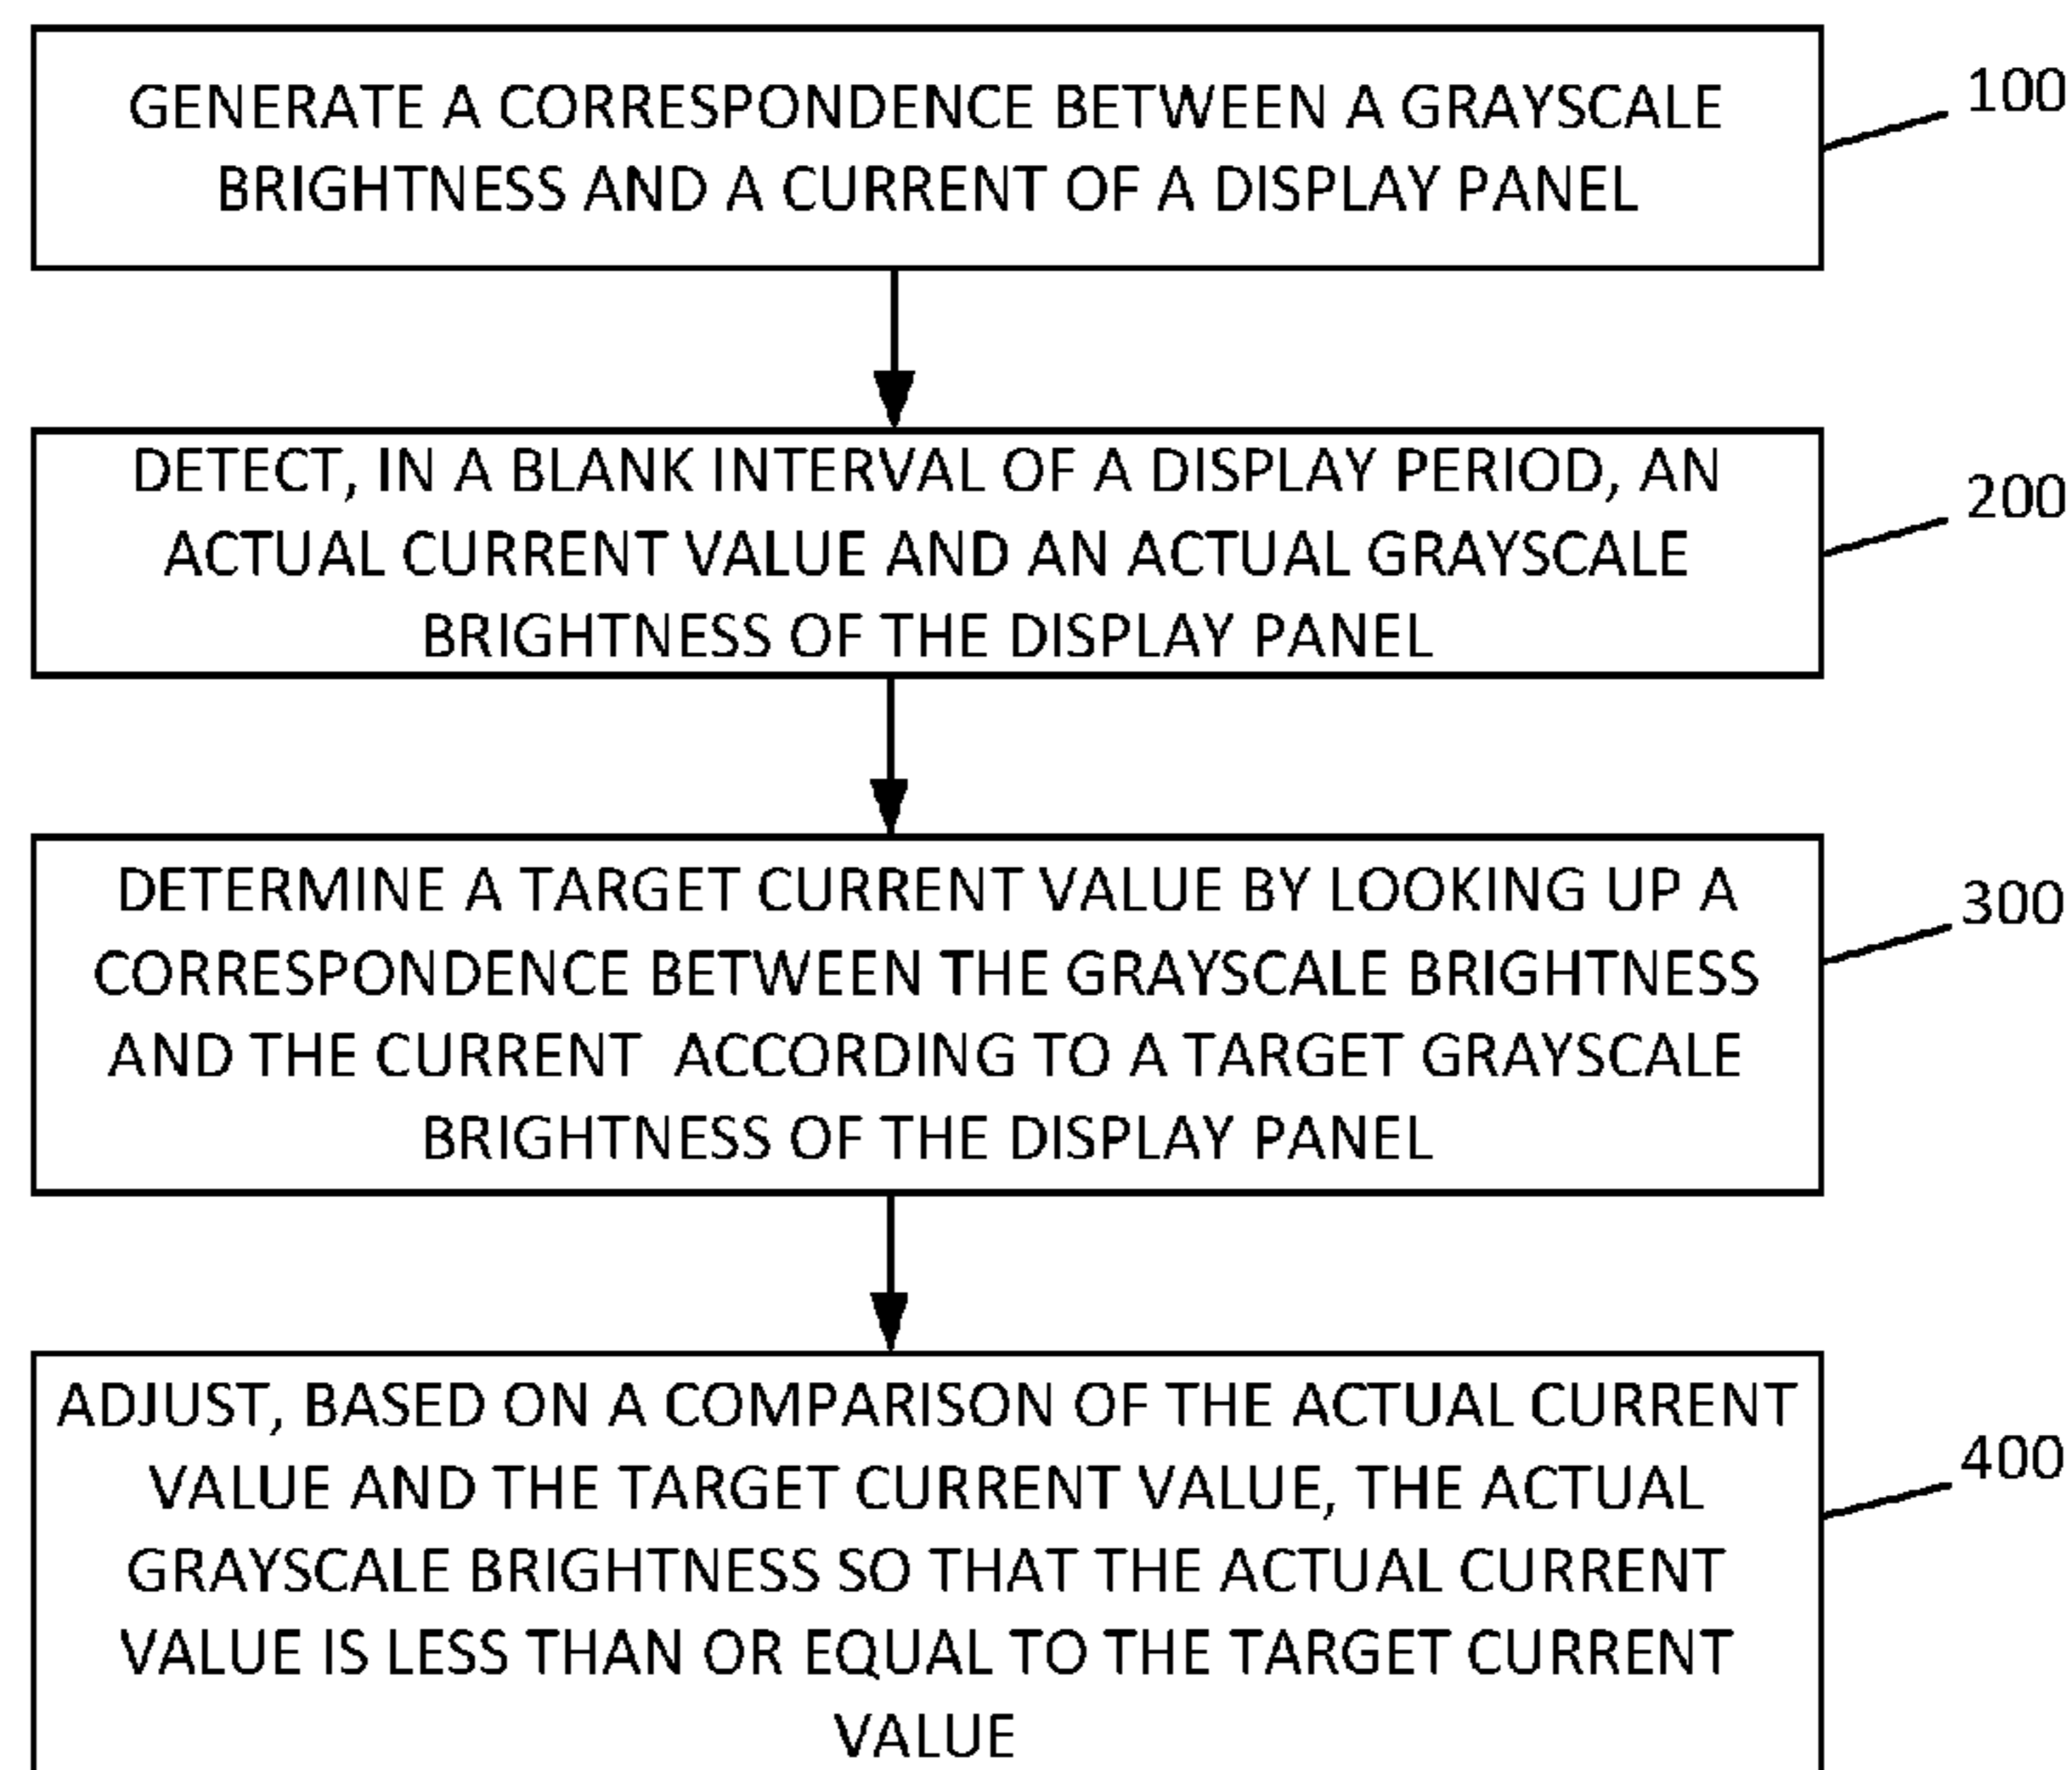 GENERATE A CORRESPONDENCE BETWEEN A GRAYSCALE
BRIGHTNESS AND A CURRENT OF A DISPLAY PANEL
100
DETECT, IN A BLANK INTERVAL OF A DISPLAY PERIOD, AN
ACTUAL CURRENT VALUE AND AN ACTUAL GRAYSCALE
BRIGHTNESS OF THE DISPLAY PANEL
200
DETERMINE A TARGET CURRENT VALUE BY LOOKING UP A
CORRESPONDENCE BETWEEN THE GRAYSCALE BRIGHTNESS
AND THE CURRENT ACCORDING TO A TARGET GRAYSCALE
BRIGHTNESS OF THE DISPLAY PANEL
300
ADJUST, BASED ON A COMPARISON OF THE ACTUAL CURRENT
VALUE AND THE TARGET CURRENT VALUE, THE ACTUAL
GRAYSCALE BRIGHTNESS SO THAT THE ACTUAL CURRENT
VALUE IS LESS THAN OR EQUAL TO THE TARGET CURRENT
VALUE
400